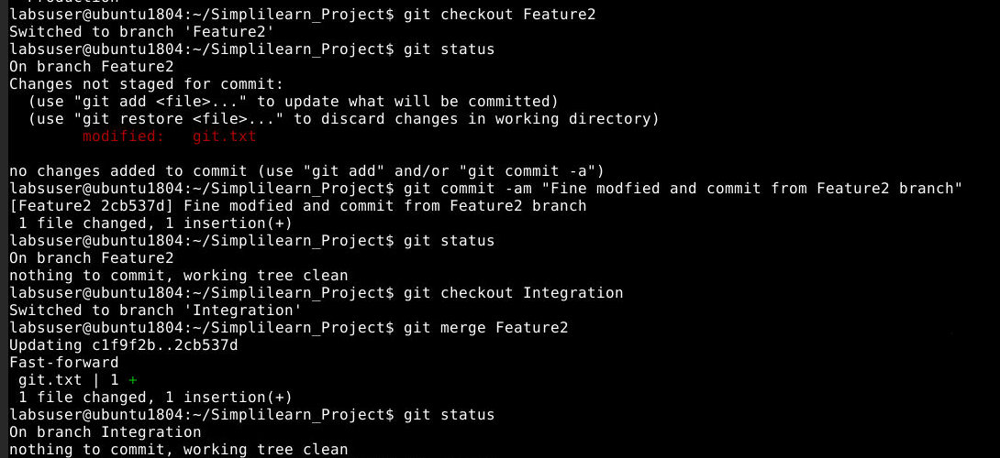 labsuser@ubuntu1804:~/Simplilearn_Project$ git checkout Feature2
Switched to branch 'Feature2'
labsuser@ubuntu1804:~/Simplilearn_Project$ git status
On branch Feature2
Changes not staged for commit:
  (use "git add <file>..." to update what will be committed)
  (use "git restore <file>..." to discard changes in working directory)
        modified:   git.txt

no changes added to commit (use "git add" and/or "git commit -a")
labsuser@ubuntu1804:~/Simplilearn_Project$ git commit -am "Fine modfied and commit from Feature2 branch"
[Feature2 2cb537d] Fine modfied and commit from Feature2 branch
 1 file changed, 1 insertion(+)
labsuser@ubuntu1804:~/Simplilearn_Project$ git status
On branch Feature2
nothing to commit, working tree clean
labsuser@ubuntu1804:~/Simplilearn_Project$ git checkout Integration
Switched to branch 'Integration'
labsuser@ubuntu1804:~/Simplilearn_Project$ git merge Feature2
Updating c1f9f2b..2cb537d
Fast-forward
 git.txt | 1 +
 1 file changed, 1 insertion(+)
labsuser@ubuntu1804:~/Simplilearn_Project$ git status
On branch Integration
nothing to commit, working tree clean